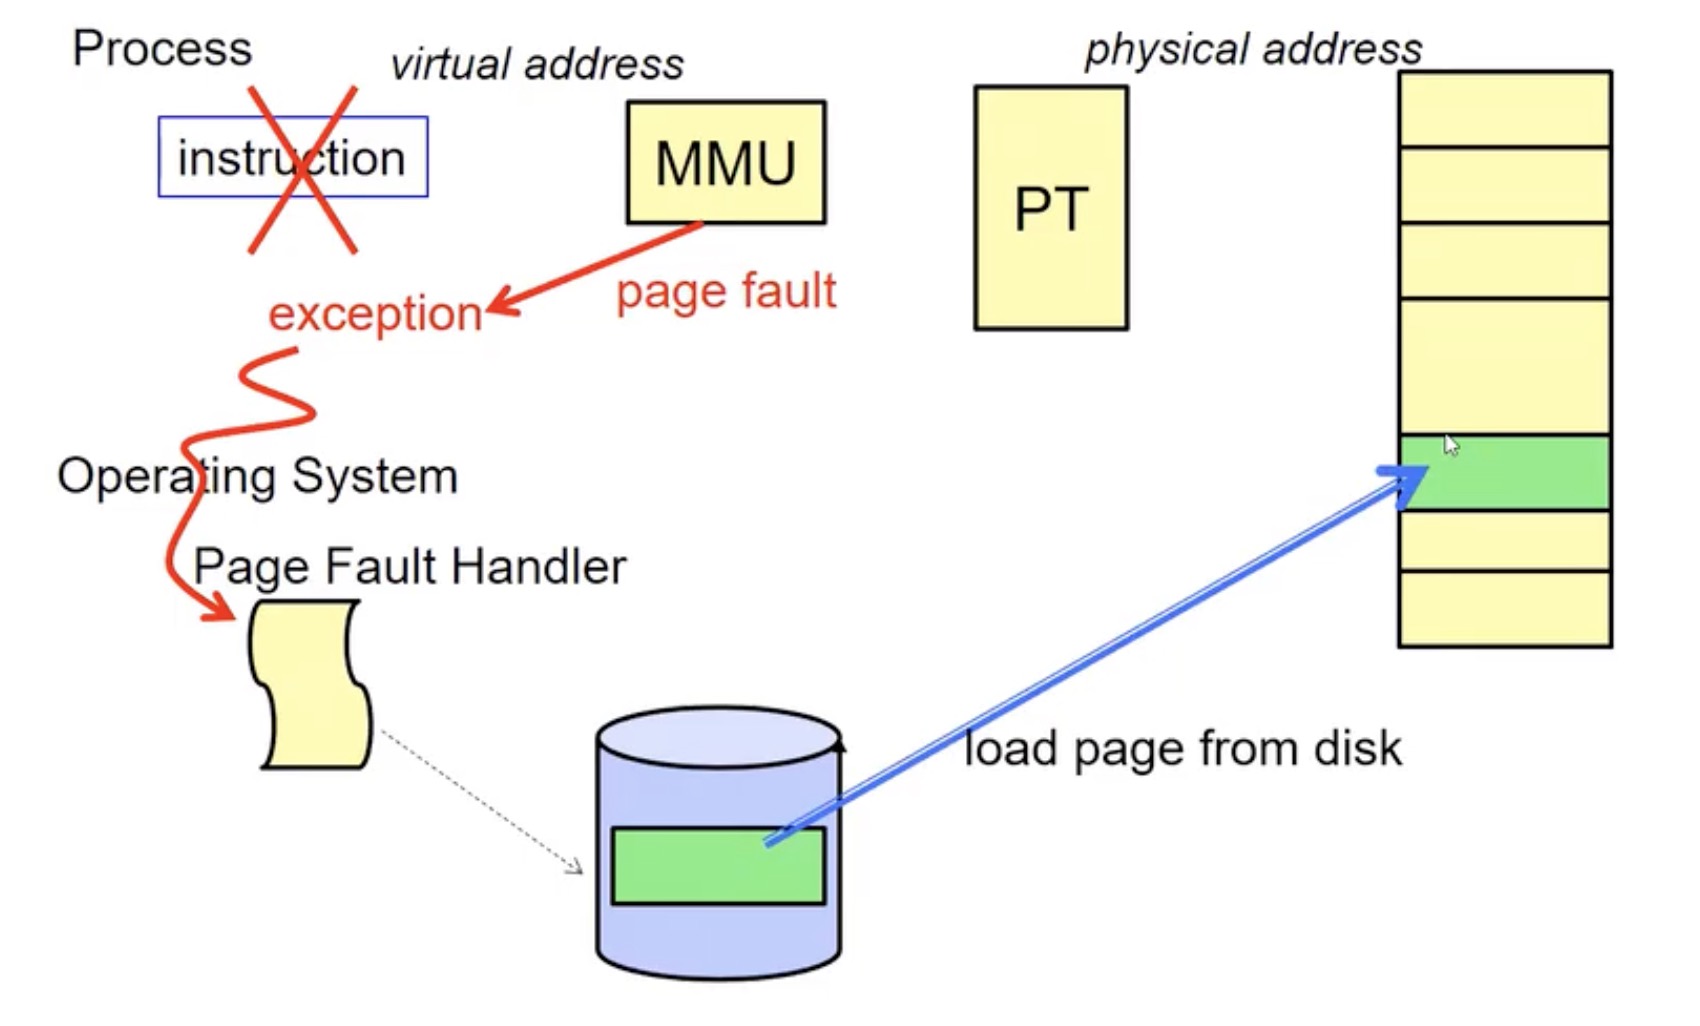 Process
virtual address
physical address
instruction
MMU
PT
page fault
exception
Operating System
Page Fault Handler
load page from disk